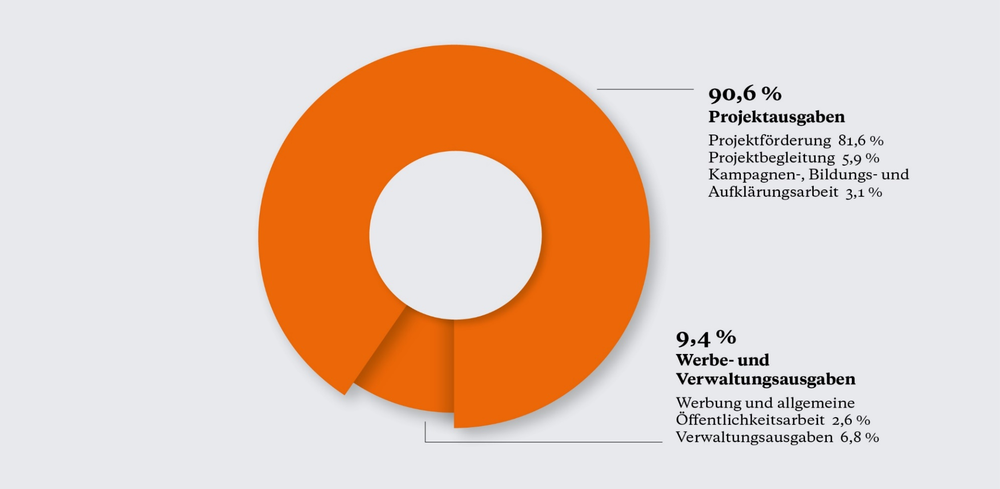 90,6 %
Projektausgaben
Projektförderung 81,6 %
Projektbegleitung 5,9 %
Kampagnen-, Bildungs- und
Aufklärungsarbeit 3,1 %
9,4 %
Werbe- und
Verwaltungsausgaben
Werbung und allgemeine
Öffentlichkeitsarbeit 2,6 %
Verwaltungsausgaben 6,8 %